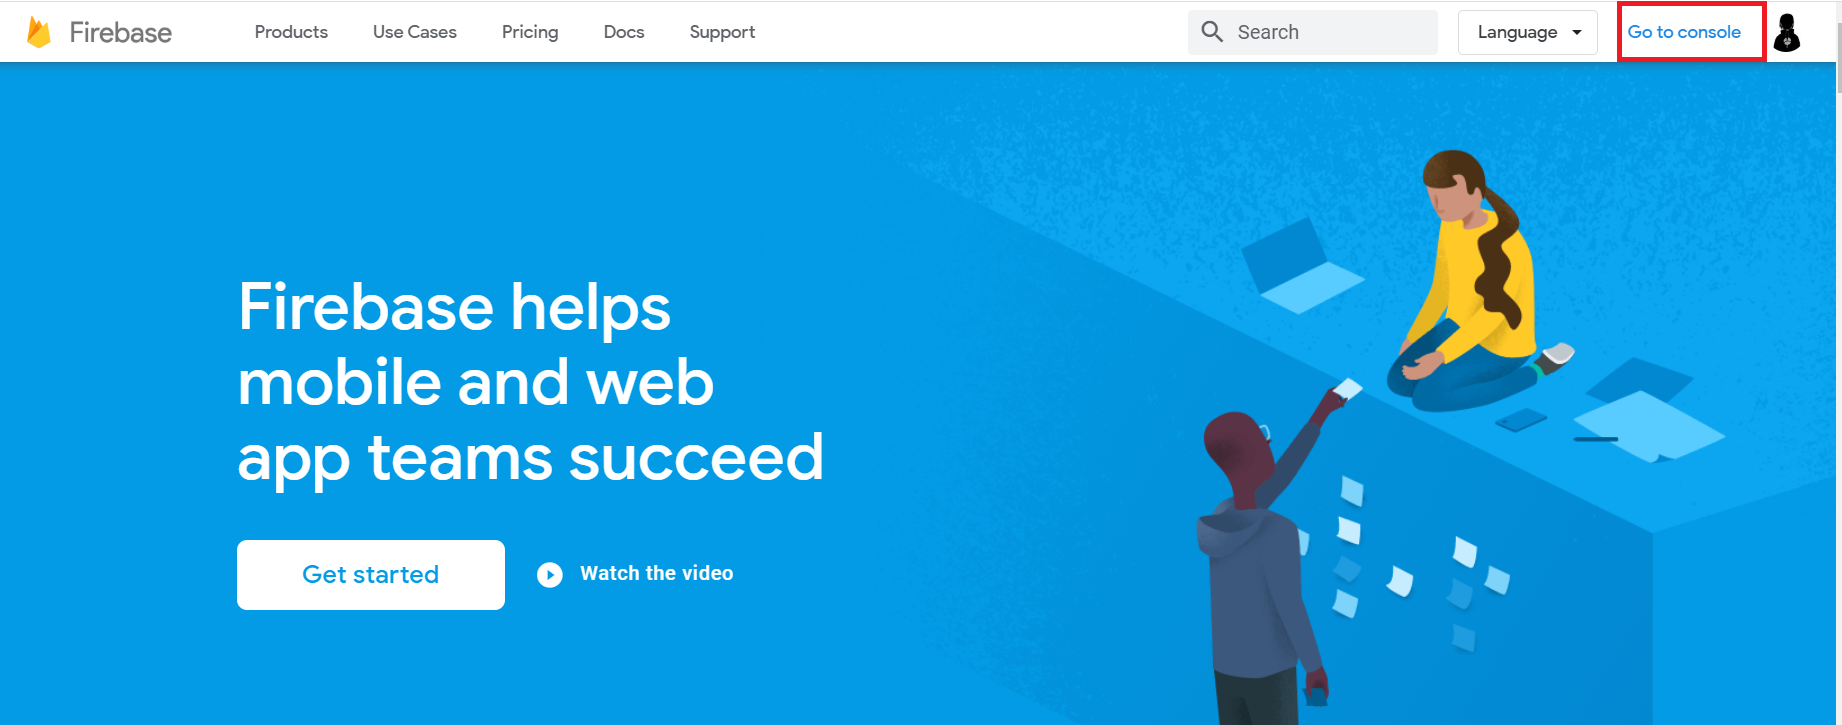 Firebase
Products
Use Cases
Pricing
Docs
Support
Search
Language
Go to console
Firebase helps
mobile and web
app teams succeed
Get started
Watch the video